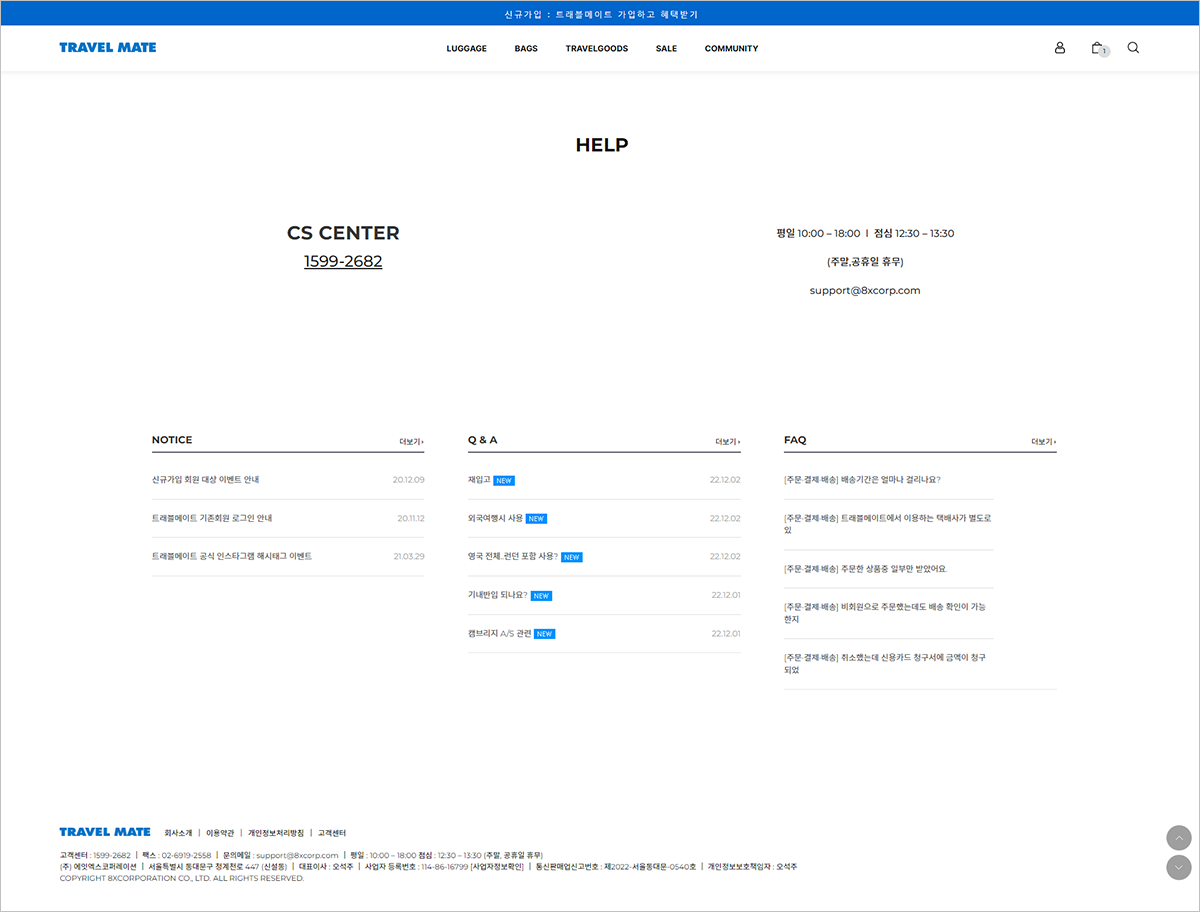 신규가입 : 트래블메이트 가입하고 혜택받기
TRAVEL MATE
LUGGAGE BAGS TRAVELGOODS SALE COMMUNITY
1
HELP
CS CENTER
1599-2682
평일 10:00 – 18:00 ㅣ 점심 12:30 – 13:30
(주말,공휴일 휴무)
support@8xcorp.com
NOTICE 더보기 ›
신규가입 회원 대상 이벤트 안내 20.12.09
트래블메이트 기존회원 로그인 안내 20.11.12
트래블메이트 공식 인스타그램 해시태그 이벤트 21.03.29
Q & A 더보기 ›
재입고 NEW 22.12.02
외국여행시 사용 NEW 22.12.02
영국 전체..런던 포함 사용? NEW 22.12.02
기내반입 되나요? NEW 22.12.01
캠브리지 A/S 관련 NEW 22.12.01
FAQ 더보기 ›
[주문·결제·배송] 배송기간은 얼마나 걸리나요?
[주문·결제·배송] 트래블메이트에서 이용하는 택배사가 별도로
있
[주문·결제·배송] 주문한 상품중 일부만 받았어요.
[주문·결제·배송] 비회원으로 주문했는데도 배송 확인이 가능
한지
[주문·결제·배송] 취소했는데 신용카드 청구서에 금액이 청구
되었
TRAVEL MATE 회사소개 | 이용약관 | 개인정보처리방침 | 고객센터
고객센터 : 1599-2682 ㅣ 팩스 : 02-6919-2558 ㅣ 문의메일 : support@8xcorp.com ㅣ 평일 : 10:00 – 18:00 점심 : 12:30 – 13:30 (주말, 공휴일 휴무)
(주) 에잇엑스코퍼레이션 ㅣ 서울특별시 동대문구 청계천로 447 (신설동) ㅣ 대표이사 : 오석주 ㅣ 사업자 등록번호 : 114-86-16799 [사업자정보확인] ㅣ 통신판매업신고번호 : 제2022-서울동대문-0540호 ㅣ 개인정보보호책임자 : 오석주
COPYRIGHT 8XCORPORATION CO., LTD. ALL RIGHTS RESERVED.